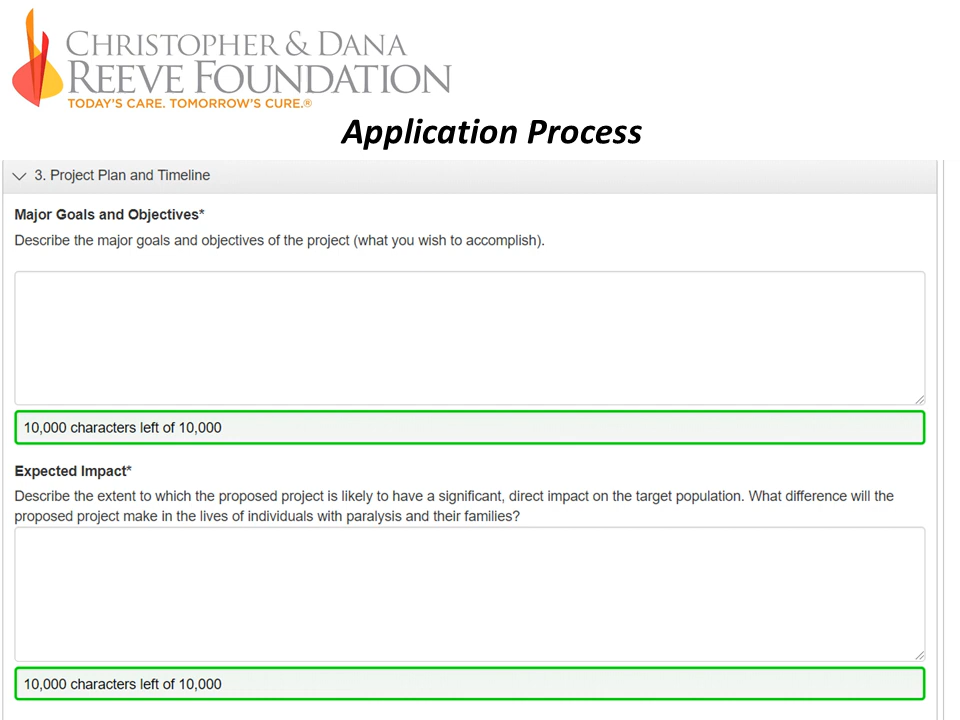 CHRISTOPHER & DANA
REEVE FOUNDATION
TODAY'S CARE. TOMORROW'S CURE.®
Application Process
3. Project Plan and Timeline
Major Goals and Objectives*
Describe the major goals and objectives of the project (what you wish to accomplish).
10,000 characters left of 10,000
Expected Impact*
Describe the extent to which the proposed project is likely to have a significant, direct impact on the target population. What difference will the
proposed project make in the lives of individuals with paralysis and their families?
10,000 characters left of 10,000